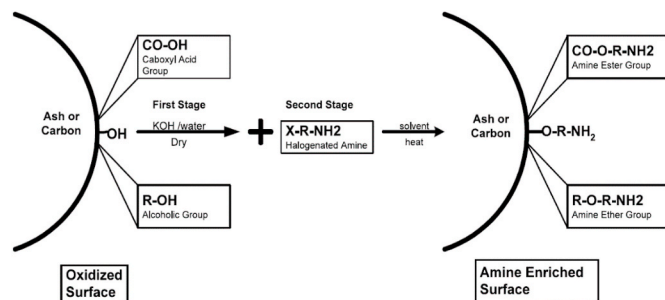 CO-OH
Caboxyl Acid
Group
Ash or
Carbon
OH
R-OH
Alcoholic Group
Oxidized
Surface
First Stage
KOH /water
Dry
+
Second Stage
X-R-NH2
Halogenated Amine
solvent
heat
CO-O-R-NH2
Amine Ester Group
Ash or
Carbon
O-R-NH₂
R-O-R-NH2
Amine Ether Group
Amine Enriched
Surface